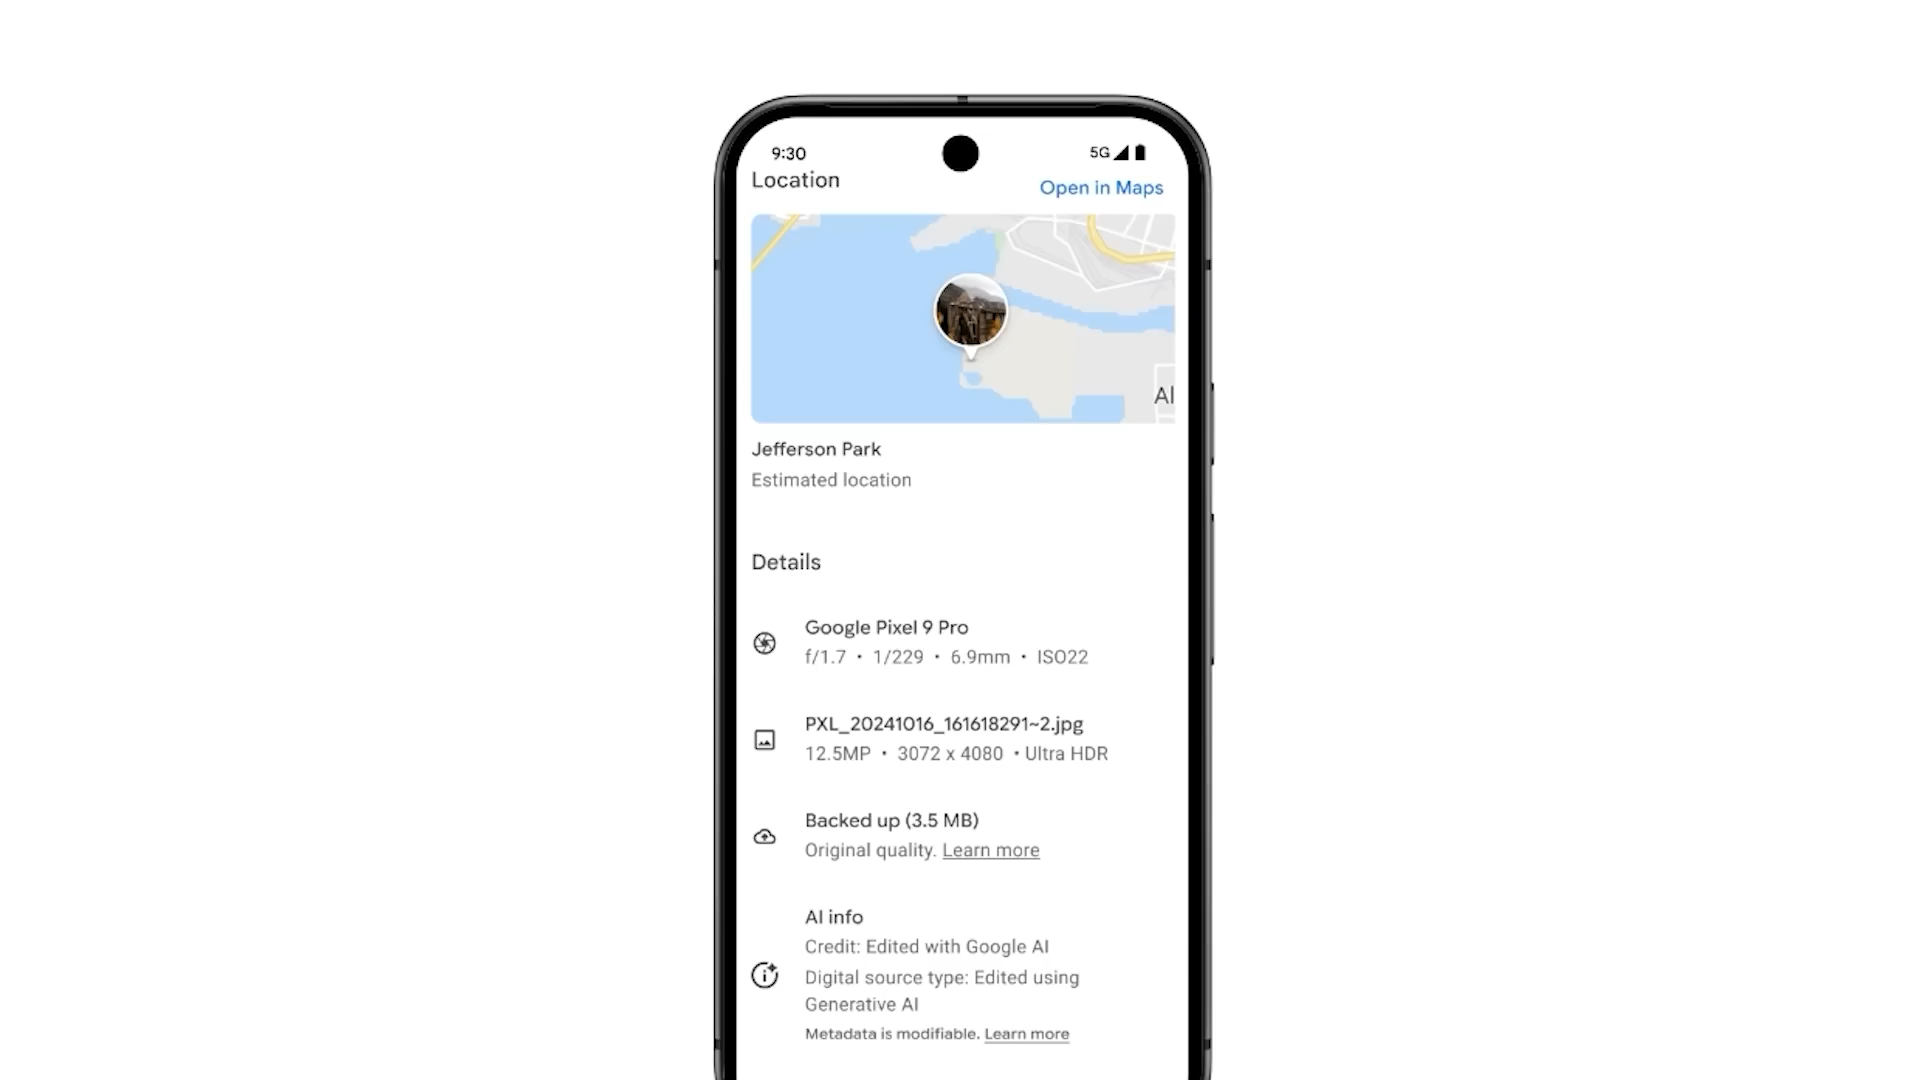 9:30
5G
Location
Open in Maps
Al
Jefferson Park
Estimated location
Details
Google Pixel 9 Pro
f/1.7 • 1/229 • 6.9mm • ISO22
PXL_20241016_161618291~2.jpg
12.5MP • 3072 x 4080 • Ultra HDR
Backed up (3.5 MB)
Original quality. Learn more
AI info
Credit: Edited with Google AI
Digital source type: Edited using
Generative AI
Metadata is modifiable. Learn more